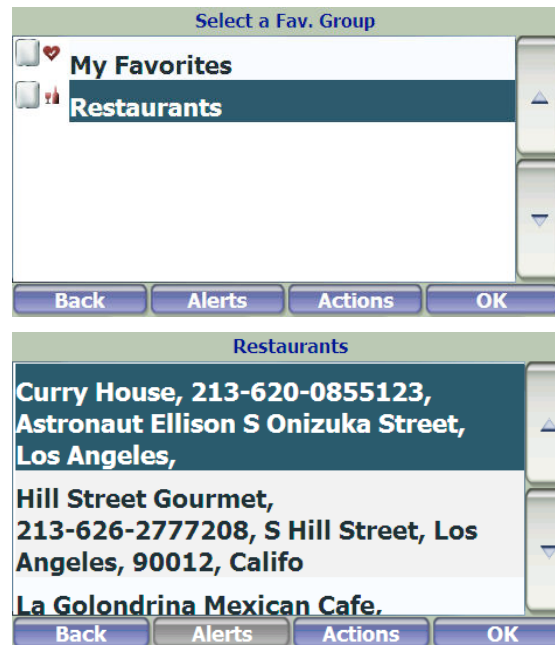 Select a Fav. Group
My Favorites
Restaurants
Back Alerts Actions OK
Restaurants
Curry House, 213-620-0855123,
Astronaut Ellison S Onizuka Street,
Los Angeles,
Hill Street Gourmet,
213-626-2777208, S Hill Street, Los
Angeles, 90012, Califo
La Golondrina Mexican Cafe,
Back Alerts Actions OK